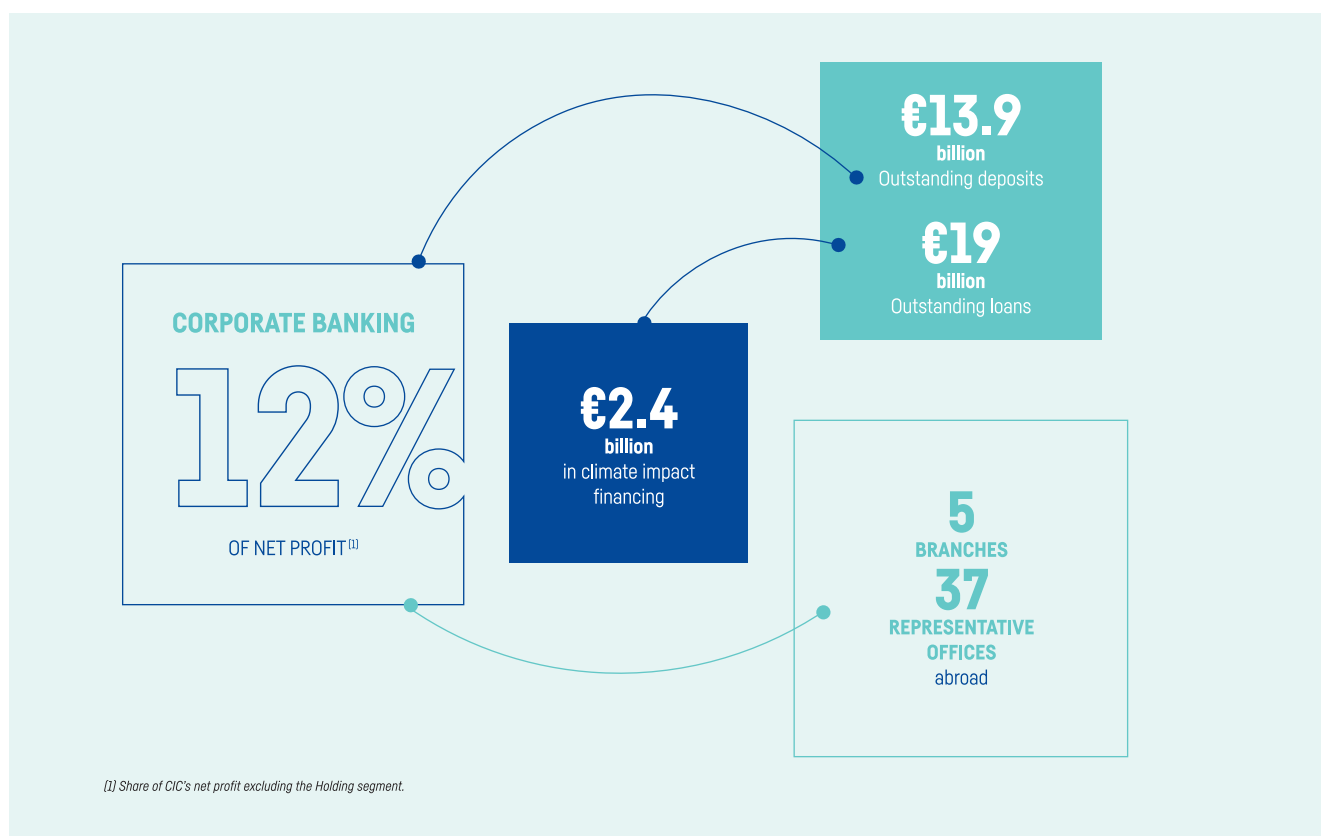 CORPORATE BANKING
12%
OF NET PROFIT (1)
€2.4
billion
in climate impact
financing
€13.9
billion
Outstanding deposits
€19
billion
Outstanding loans
5
BRANCHES
37
REPRESENTATIVE
OFFICES
abroad
(1) Share of CIC's net profit excluding the Holding segment.